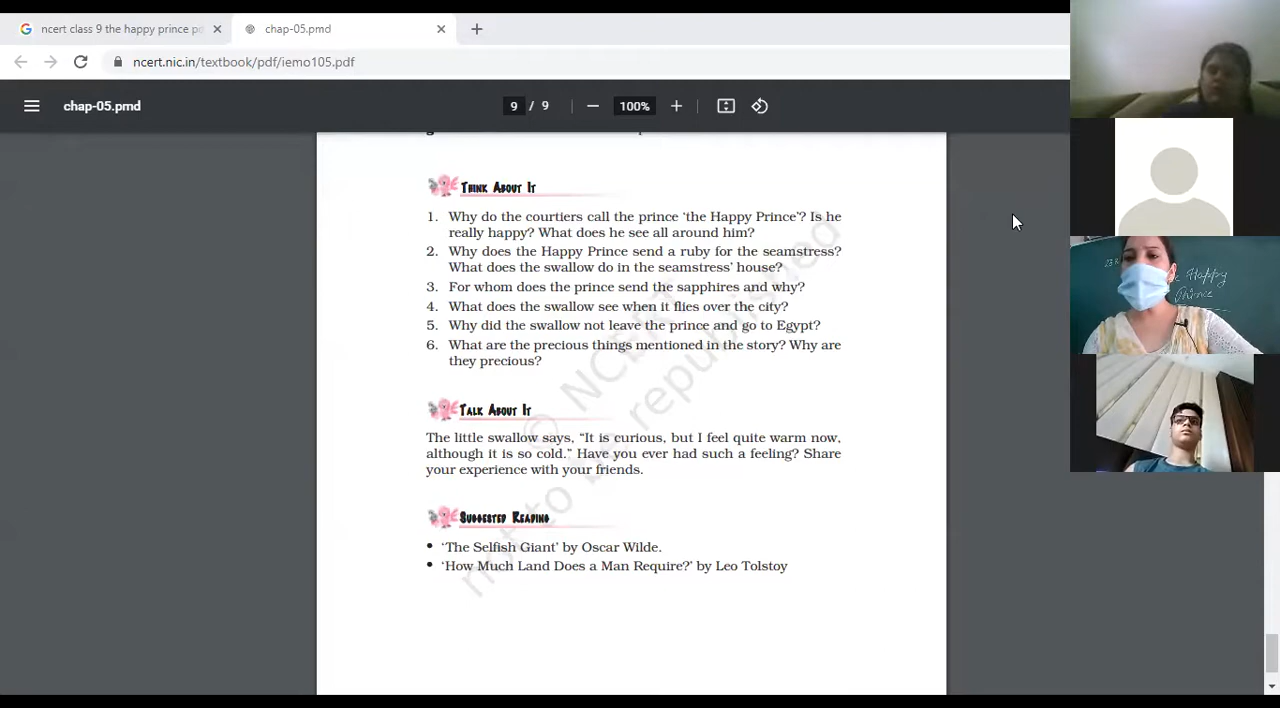 ncert class 9 the happy prince pd
chap-05.pmd
ncert.nic.in/textbook/pdf/iemo105.pdf
chap-05.pmd
9 / 9
100%
THINK ABOUT IT
1. Why do the courtiers call the prince ‘the Happy Prince’? Is he
really happy? What does he see all around him?
2. Why does the Happy Prince send a ruby for the seamstress?
What does the swallow do in the seamstress’ house?
3. For whom does the prince send the sapphires and why?
4. What does the swallow see when it flies over the city?
5. Why did the swallow not leave the prince and go to Egypt?
6. What are the precious things mentioned in the story? Why are
they precious?
TALK ABOUT IT
The little swallow says, “It is curious, but I feel quite warm now,
although it is so cold.” Have you ever had such a feeling? Share
your experience with your friends.
SUGGESTED READING
• ‘The Selfish Giant’ by Oscar Wilde.
• ‘How Much Land Does a Man Require?’ by Leo Tolstoy
© NCERT
not to be republished
Happy
Prince